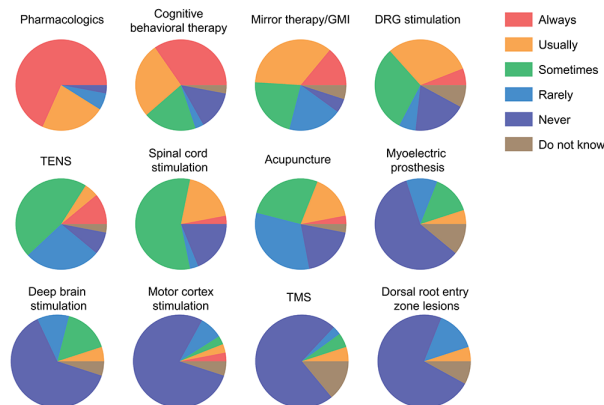 Pharmacologics
Cognitive
behavioral therapy
Mirror therapy/GMI
DRG stimulation
Always
Usually
Sometimes
Rarely
Never
Do not know
TENS
Spinal cord
stimulation
Acupuncture
Myoelectric
prosthesis
Deep brain
stimulation
Motor cortex
stimulation
TMS
Dorsal root entry
zone lesions